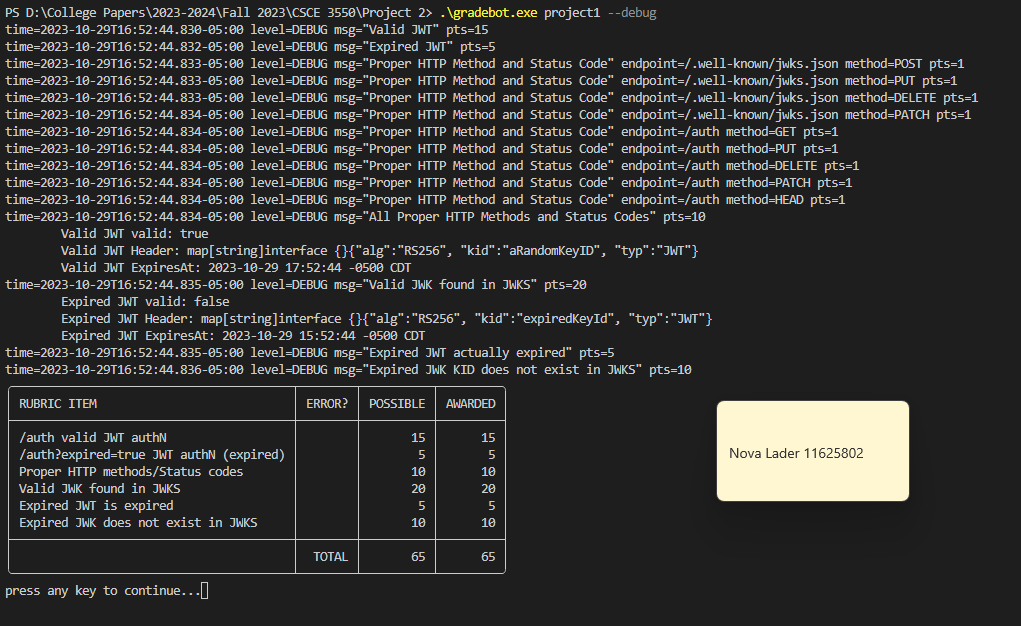 PS D:\College Papers\2023-2024\Fall 2023\CSCE 3550\Project 2> .\gradebot.exe project1 --debug
time=2023-10-29T16:52:44.830-05:00 level=DEBUG msg="Valid JWT" pts=15
time=2023-10-29T16:52:44.832-05:00 level=DEBUG msg="Expired JWT" pts=5
time=2023-10-29T16:52:44.833-05:00 level=DEBUG msg="Proper HTTP Method and Status Code" endpoint=/.well-known/jwks.json method=POST pts=1
time=2023-10-29T16:52:44.833-05:00 level=DEBUG msg="Proper HTTP Method and Status Code" endpoint=/.well-known/jwks.json method=PUT pts=1
time=2023-10-29T16:52:44.833-05:00 level=DEBUG msg="Proper HTTP Method and Status Code" endpoint=/.well-known/jwks.json method=DELETE pts=1
time=2023-10-29T16:52:44.834-05:00 level=DEBUG msg="Proper HTTP Method and Status Code" endpoint=/.well-known/jwks.json method=PATCH pts=1
time=2023-10-29T16:52:44.834-05:00 level=DEBUG msg="Proper HTTP Method and Status Code" endpoint=/auth method=GET pts=1
time=2023-10-29T16:52:44.834-05:00 level=DEBUG msg="Proper HTTP Method and Status Code" endpoint=/auth method=PUT pts=1
time=2023-10-29T16:52:44.834-05:00 level=DEBUG msg="Proper HTTP Method and Status Code" endpoint=/auth method=DELETE pts=1
time=2023-10-29T16:52:44.834-05:00 level=DEBUG msg="Proper HTTP Method and Status Code" endpoint=/auth method=PATCH pts=1
time=2023-10-29T16:52:44.834-05:00 level=DEBUG msg="Proper HTTP Method and Status Code" endpoint=/auth method=HEAD pts=1
time=2023-10-29T16:52:44.834-05:00 level=DEBUG msg="All Proper HTTP Methods and Status Codes" pts=10
Valid JWT valid: true
Valid JWT Header: map[string]interface {}{"alg":"RS256", "kid":"aRandomKeyID", "typ":"JWT"}
Valid JWT ExpiresAt: 2023-10-29 17:52:44 -0500 CDT
time=2023-10-29T16:52:44.835-05:00 level=DEBUG msg="Valid JWK found in JWKS" pts=20
Expired JWT valid: false
Expired JWT Header: map[string]interface {}{"alg":"RS256", "kid":"expiredKeyId", "typ":"JWT"}
Expired JWT ExpiresAt: 2023-10-29 15:52:44 -0500 CDT
time=2023-10-29T16:52:44.835-05:00 level=DEBUG msg="Expired JWT actually expired" pts=5
time=2023-10-29T16:52:44.836-05:00 level=DEBUG msg="Expired JWK KID does not exist in JWKS" pts=10
RUBRIC ITEM ERROR? POSSIBLE AWARDED
/auth valid JWT authN 15 15
/auth?expired=true JWT authN (expired) 5 5
Proper HTTP methods/Status codes 10 10
Valid JWK found in JWKS 20 20
Expired JWT is expired 5 5
Expired JWK does not exist in JWKS 10 10
TOTAL 65 65
Nova Lader 11625802
press any key to continue...